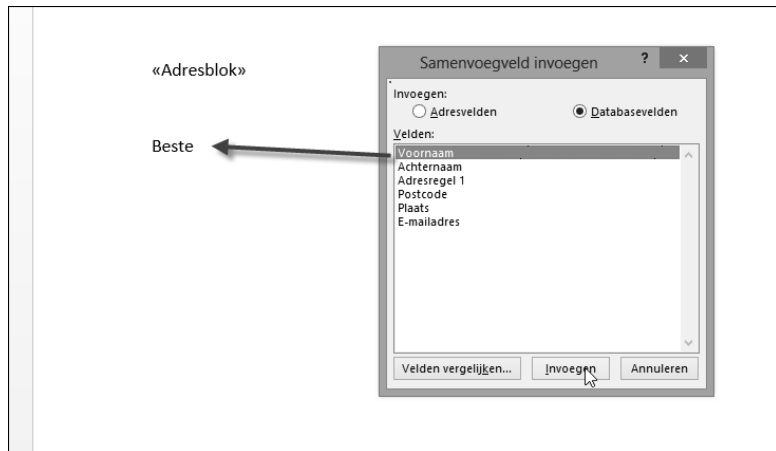 «Adresblok»
Beste
Samenvoegveld invoegen ? ×
Invoegen:
Adresvelden Databasevelden
Velden:
Voornaam
Achternaam
Adresregel 1
Postcode
Plaats
E-mailadres
Velden vergelijken... Invoegen Annuleren